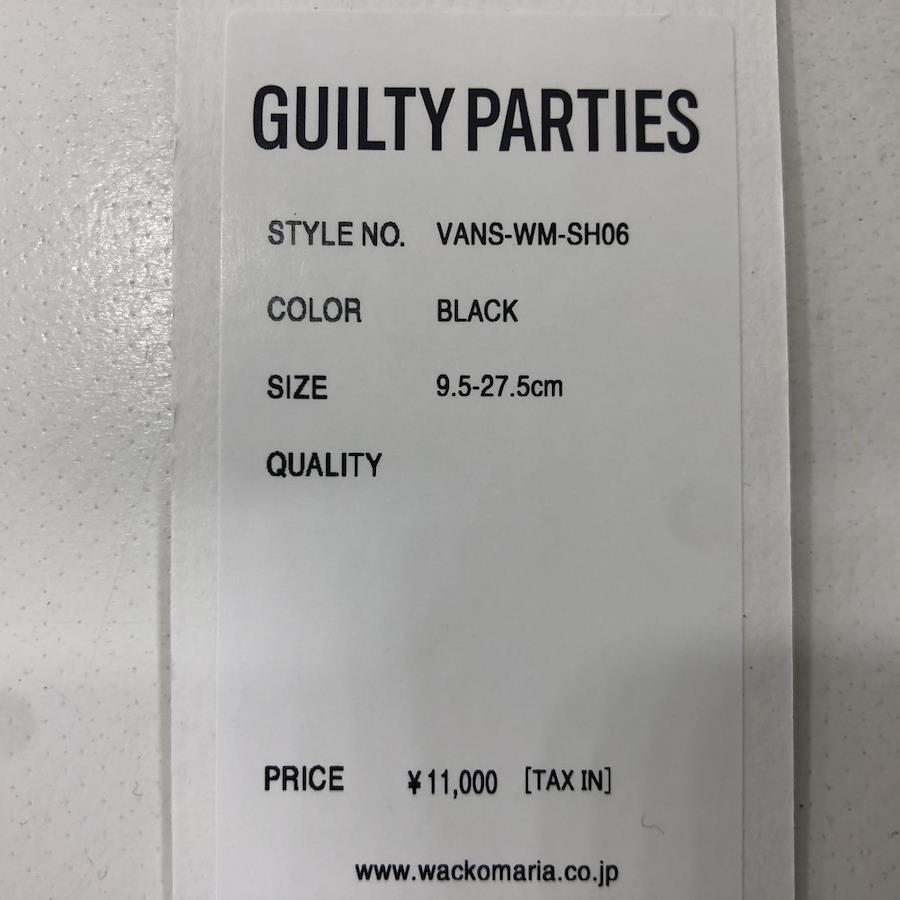 GUILTY PARTIES
STYLE NO. VANS-WM-SH06
COLOR BLACK
SIZE 9.5-27.5cm
QUALITY
PRICE ¥11,000 [TAX IN]
www.wackomaria.co.jp